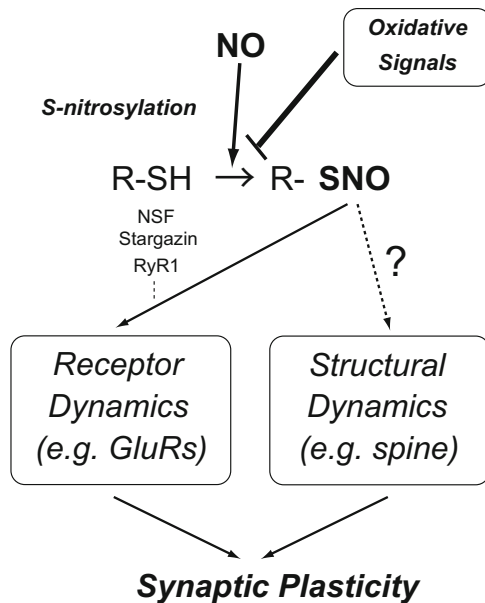 NO
Oxidative
Signals
S-nitrosylation
R-SH → R- SNO
NSF
Stargazin
RyR1
?
Receptor
Dynamics
(e.g. GluRs)
Structural
Dynamics
(e.g. spine)
Synaptic Plasticity